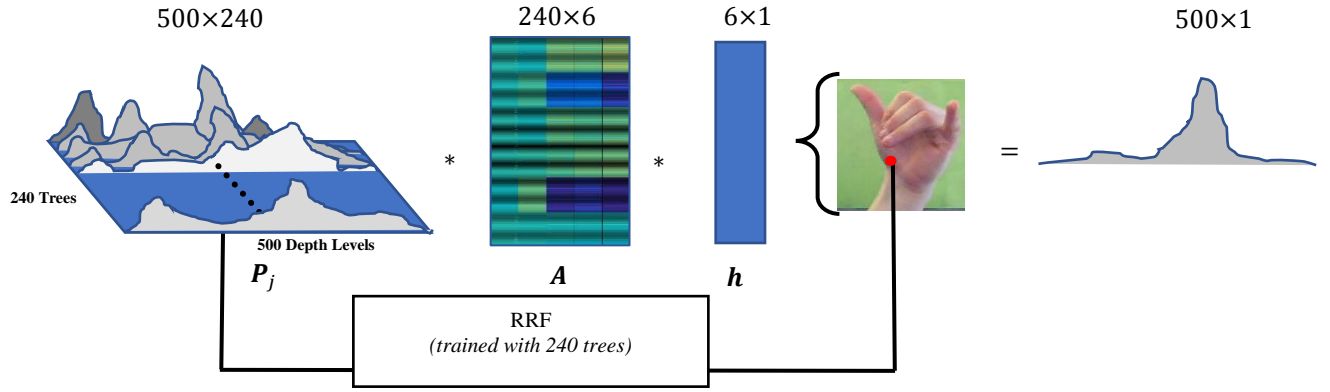 500×240
240×6
6×1
500×1
*
*
=
240 Trees
500 Depth Levels
P_j
A
h
RRF
(trained with 240 trees)